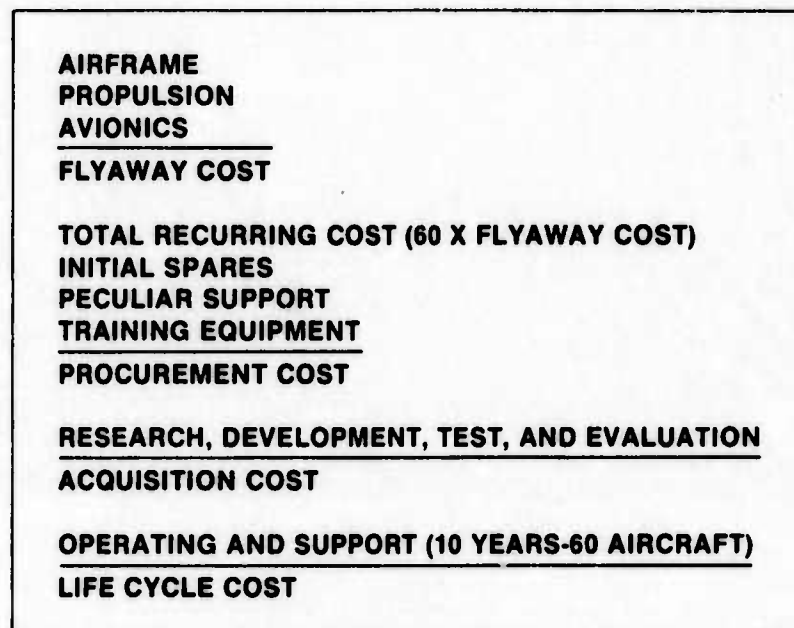 AIRFRAME
PROPULSION
AVIONICS
FLYAWAY COST
TOTAL RECURRING COST (60 X FLYAWAY COST)
INITIAL SPARES
PECULIAR SUPPORT
TRAINING EQUIPMENT
PROCUREMENT COST
RESEARCH, DEVELOPMENT, TEST, AND EVALUATION
ACQUISITION COST
OPERATING AND SUPPORT (10 YEARS-60 AIRCRAFT)
LIFE CYCLE COST